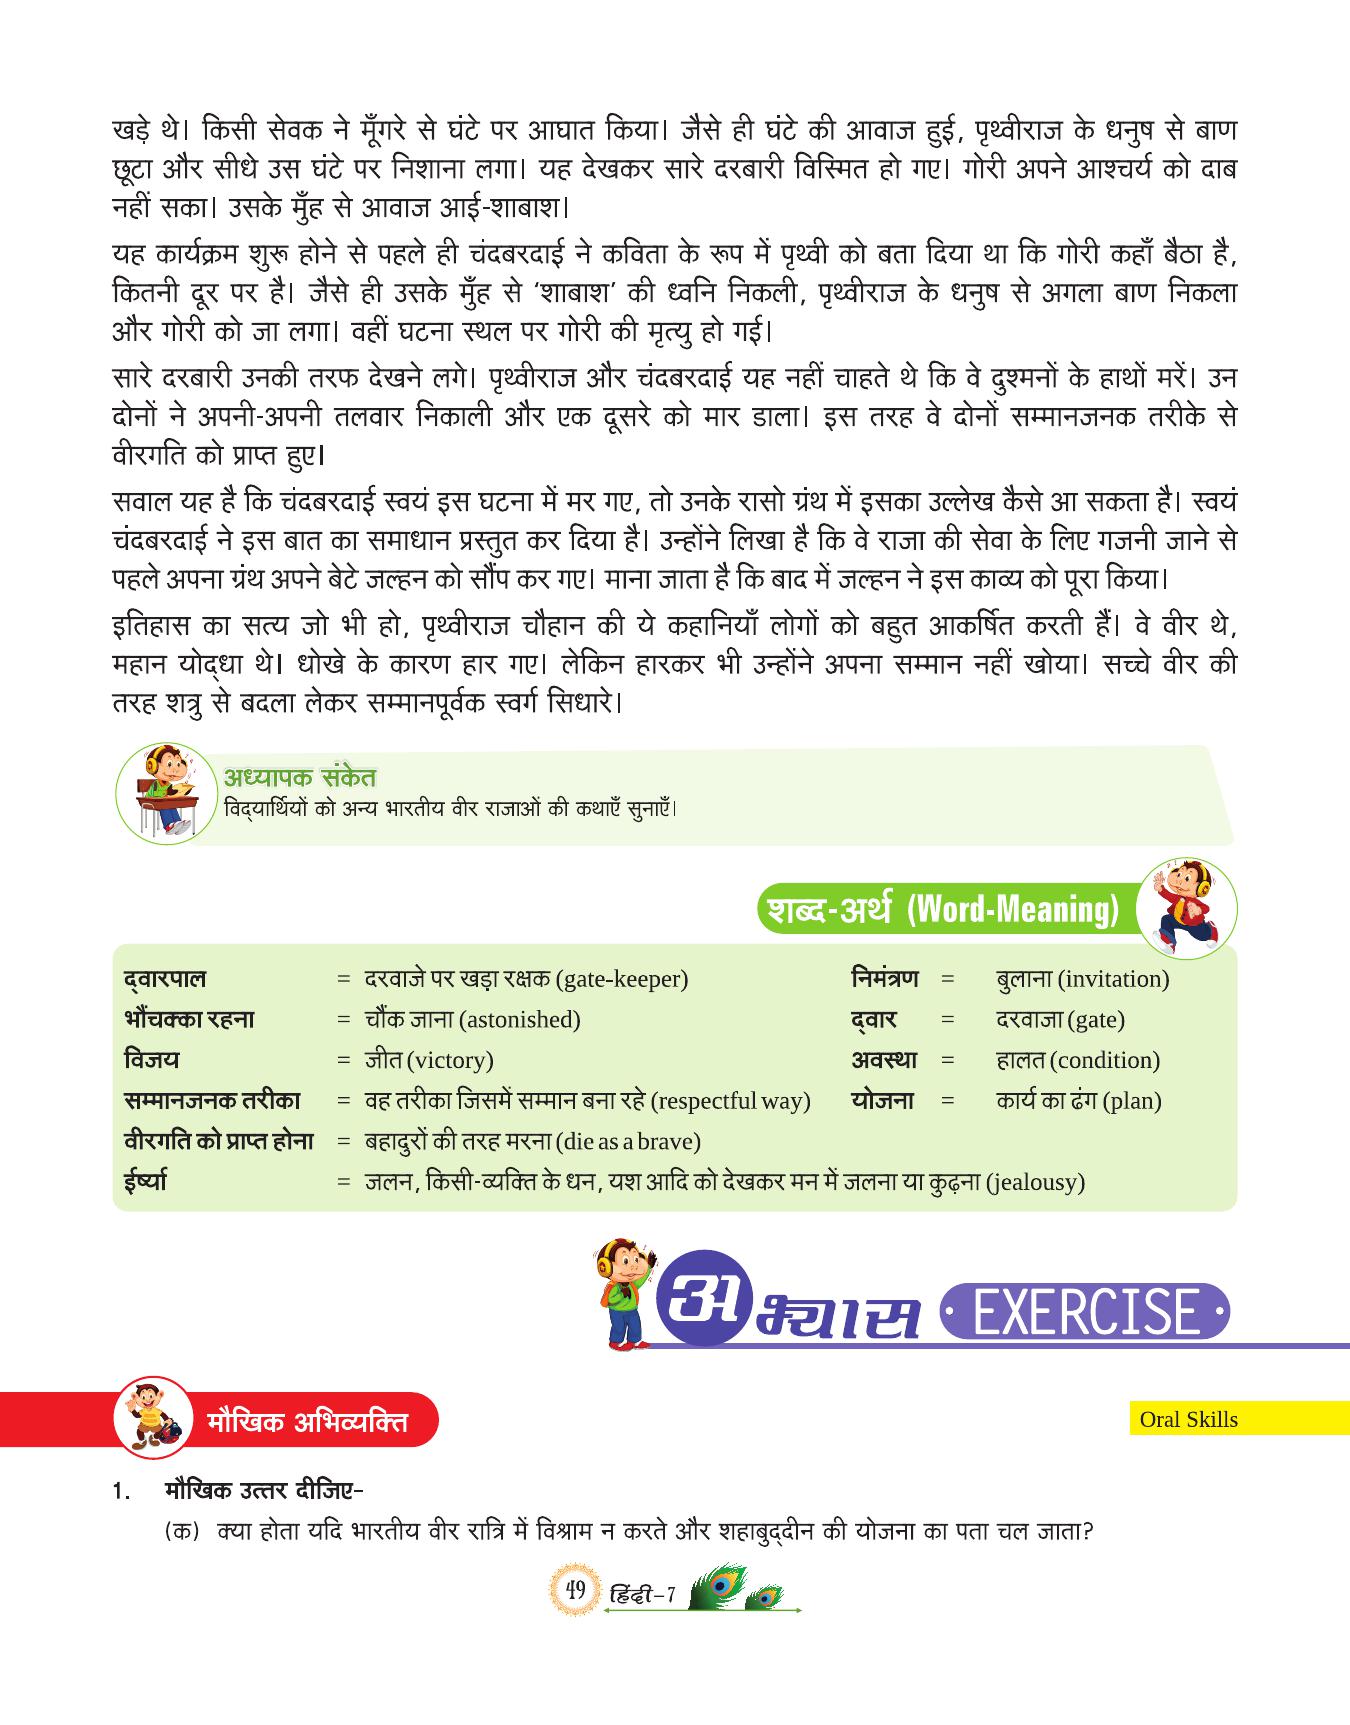 खड़े थे। किसी सेवक ने मूँगरे से घंटे पर आघात किया। जैसे ही घंटे की आवाज हुई, पृथ्वीराज के धनुष से बाण
छूटा और सीधे उस घंटे पर निशाना लगा। यह देखकर सारे दरबारी विस्मित हो गए। गोरी अपने आश्चर्य को दाब
नहीं सका। उसके मुँह से आवाज आई-शाबाश।
यह कार्यक्रम शुरू होने से पहले ही चंदबरदाई ने कविता के रूप में पृथ्वी को बता दिया था कि गोरी कहाँ बैठा है,
कितनी दूर पर है। जैसे ही उसके मुँह से ‘शाबाश’ की ध्वनि निकली, पृथ्वीराज के धनुष से अगला बाण निकला
और गोरी को जा लगा। वहीं घटना स्थल पर गोरी की मृत्यु हो गई।
सारे दरबारी उनकी तरफ देखने लगे। पृथ्वीराज और चंदबरदाई यह नहीं चाहते थे कि वे दुश्मनों के हाथों मरें। उन
दोनों ने अपनी-अपनी तलवार निकाली और एक दूसरे को मार डाला। इस तरह वे दोनों सम्मानजनक तरीके से
वीरगति को प्राप्त हुए।
सवाल यह है कि चंदबरदाई स्वयं इस घटना में मर गए, तो उनके रासो ग्रंथ में इसका उल्लेख कैसे आ सकता है। स्वयं
चंदबरदाई ने इस बात का समाधान प्रस्तुत कर दिया है। उन्होंने लिखा है कि वे राजा की सेवा के लिए गजनी जाने से
पहले अपना ग्रंथ अपने बेटे जल्हन को सौंप कर गए। माना जाता है कि बाद में जल्हन ने इस काव्य को पूरा किया।
इतिहास का सत्य जो भी हो, पृथ्वीराज चौहान की ये कहानियाँ लोगों को बहुत आकर्षित करती हैं। वे वीर थे,
महान योद्‌धा थे। धोखे के कारण हार गए। लेकिन हारकर भी उन्होंने अपना सम्मान नहीं खोया। सच्चे वीर की
तरह शत्रु से बदला लेकर सम्मानपूर्वक स्वर्ग सिधारे।
अध्यापक संकेत
विद्‌यार्थियों को अन्य भारतीय वीर राजाओं की कथाएँ सुनाएँ।
शब्द-अर्थ (Word-Meaning)
द्‌वारपाल = दरवाजे पर खड़ा रक्षक (gate-keeper) निमंत्रण = बुलाना (invitation)
भौंचक्का रहना = चौंक जाना (astonished) द्‌वार = दरवाजा (gate)
विजय = जीत (victory) अवस्था = हालत (condition)
सम्मानजनक तरीका = वह तरीका जिसमें सम्मान बना रहे (respectful way) योजना = कार्य का ढंग (plan)
वीरगति को प्राप्त होना = बहादुरों की तरह मरना (die as a brave)
ईर्ष्या = जलन, किसी-व्यक्ति के धन, यश आदि को देखकर मन में जलना या कुढ़ना (jealousy)
अभ्यास EXERCISE
मौखिक अभिव्यक्ति Oral Skills
1. मौखिक उत्तर दीजिए-
(क) क्या होता यदि भारतीय वीर रात्रि में विश्राम न करते और शहाबुद्‌दीन की योजना का पता चल जाता?
49 हिंदी-7